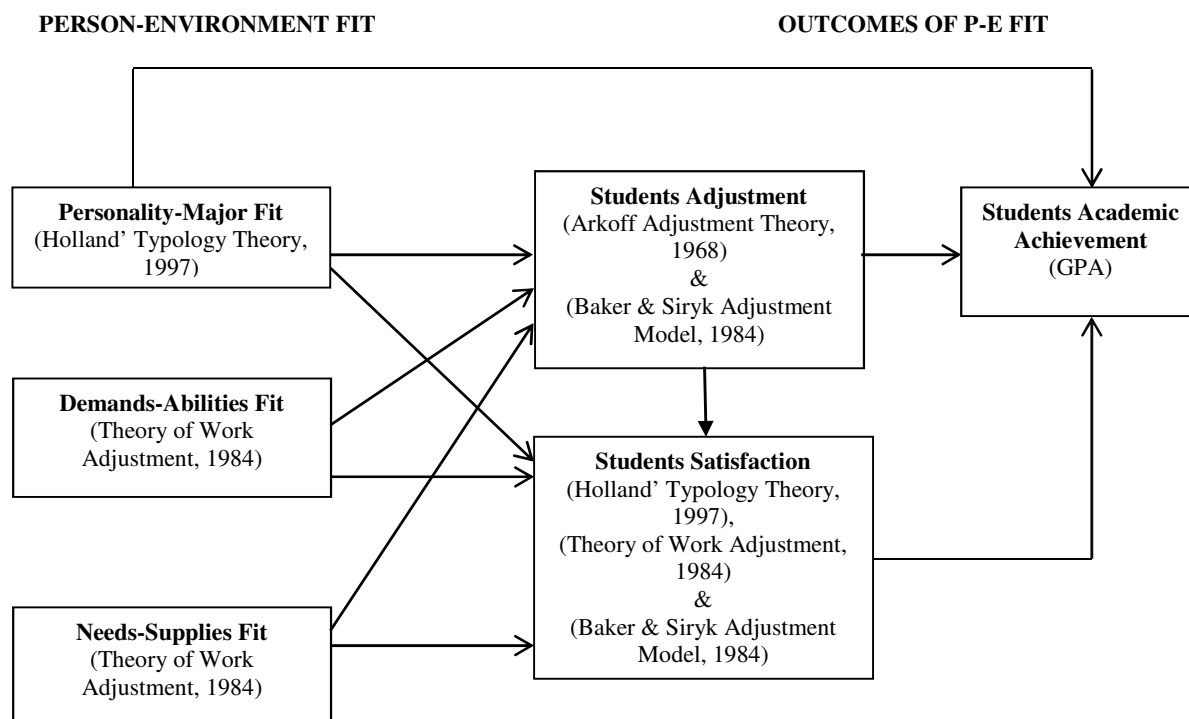 PERSON-ENVIRONMENT FIT
OUTCOMES OF P-E FIT
Personality-Major Fit
(Holland' Typology Theory,
1997)
Demands-Abilities Fit
(Theory of Work
Adjustment, 1984)
Needs-Supplies Fit
(Theory of Work
Adjustment, 1984)
Students Adjustment
(Arkoff Adjustment Theory,
1968)
&
(Baker & Siryk Adjustment
Model, 1984)
Students Satisfaction
(Holland' Typology Theory,
1997),
(Theory of Work Adjustment,
1984)
&
(Baker & Siryk Adjustment
Model, 1984)
Students Academic
Achievement
(GPA)